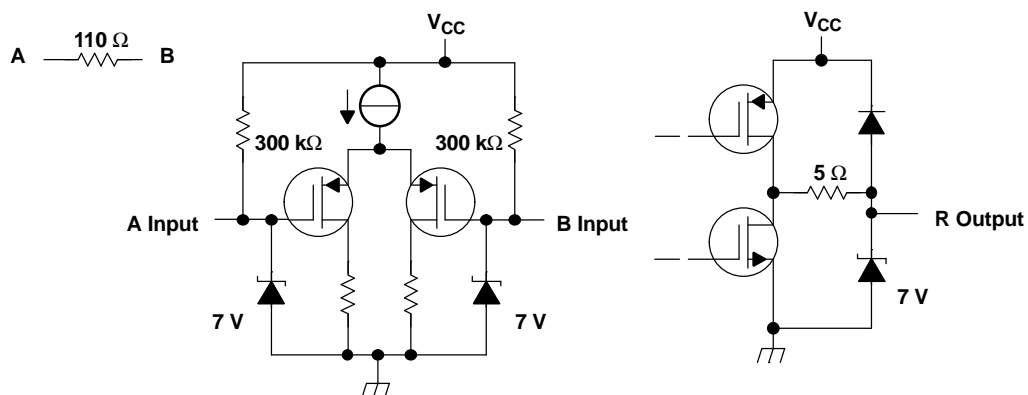 110 Ω
A B
VCC
300 kΩ 300 kΩ
A Input B Input
7 V 7 V
VCC
5 Ω
R Output
7 V